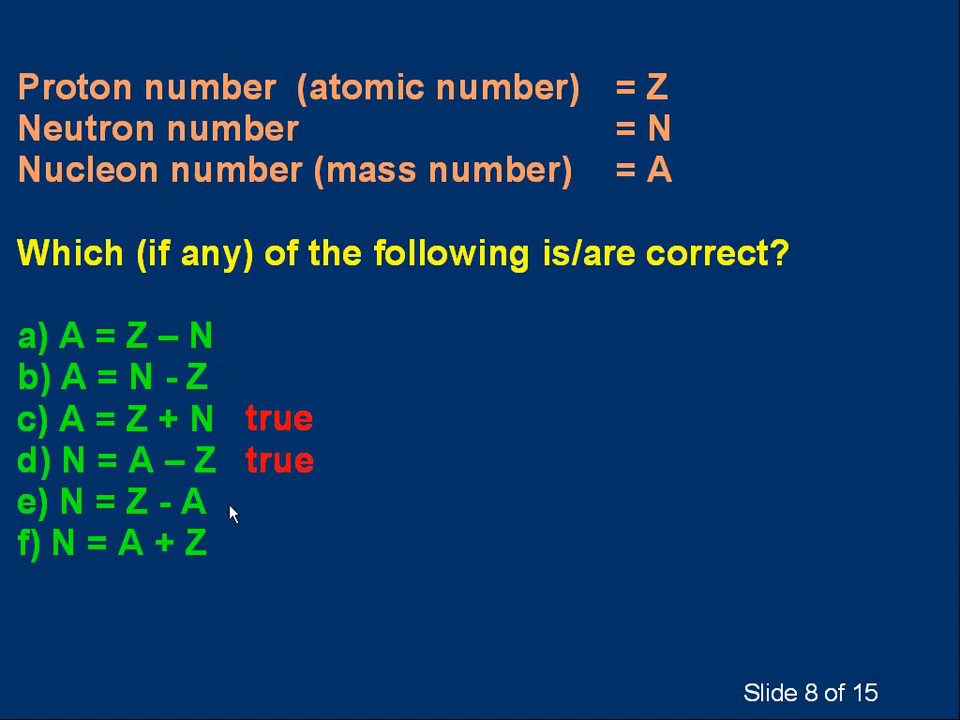 Proton number (atomic number) = Z
Neutron number = N
Nucleon number (mass number) = A
Which (if any) of the following is/are correct?
a) A = Z – N
b) A = N - Z
c) A = Z + N true
d) N = A – Z true
e) N = Z - A
f) N = A + Z
Slide 8 of 15